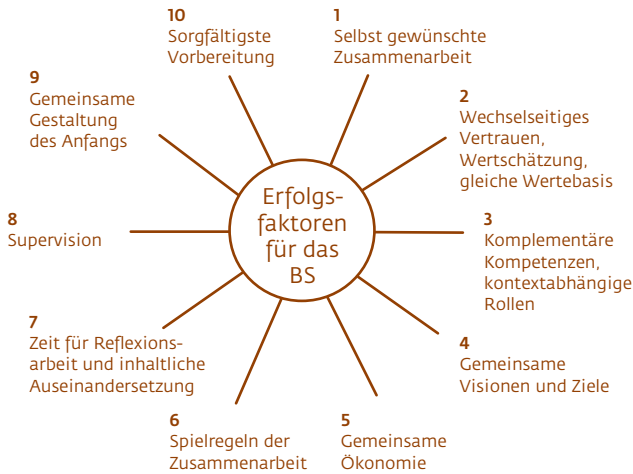 10
Sorgfältigste
Vorbereitung
1
Selbst gewünschte
Zusammenarbeit
9
Gemeinsame
Gestaltung
des Anfangs
2
Wechselseitiges
Vertrauen,
Wertschätzung,
gleiche Wertebasis
Erfolgs-
faktoren
für das
BS
8
Supervision
3
Komplementäre
Kompetenzen,
kontextabhängige
Rollen
7
Zeit für Reflexions-
arbeit und inhaltliche
Auseinandersetzung
4
Gemeinsame
Visionen und Ziele
6
Spielregeln der
Zusammenarbeit
5
Gemeinsame
Ökonomie